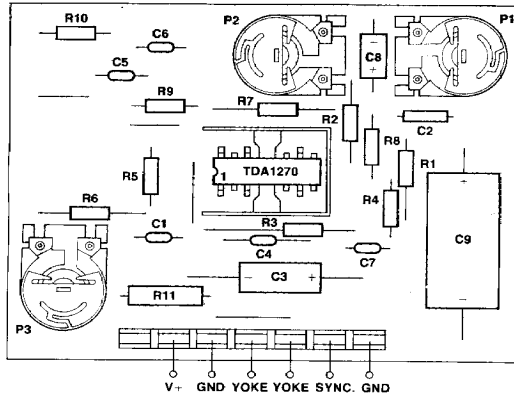 R10
C6
P2
P1
C8
C5
R9
R7
R2
C2
R8
R5
1
TDA1270
R1
R6
R4
C1
R3
C4
C7
C9
C3
R11
P3
V+ GND YOKE YOKE SYNC. GND